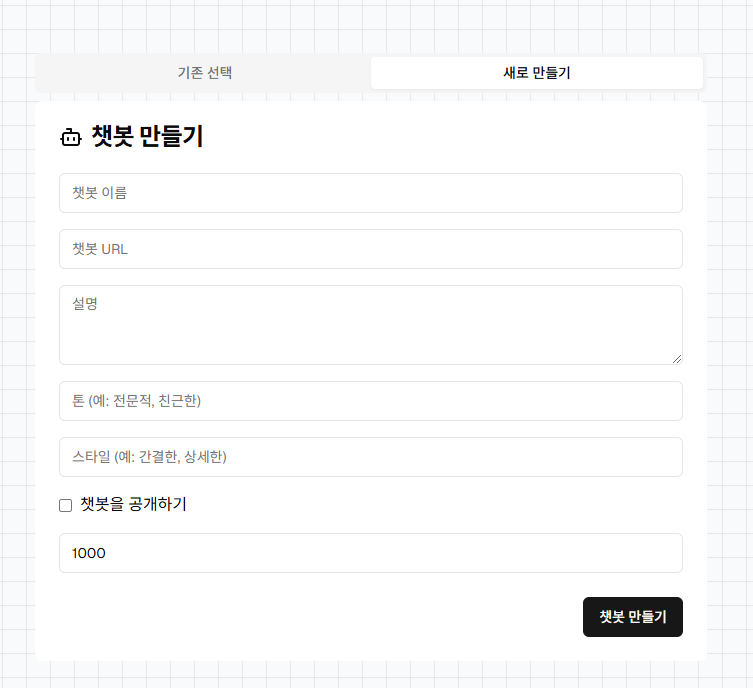 기존 선택
새로 만들기
챗봇 만들기
챗봇 이름
챗봇 URL
설명
톤 (예: 전문적, 친근한)
스타일 (예: 간결한, 상세한)
챗봇을 공개하기
1000
챗봇 만들기